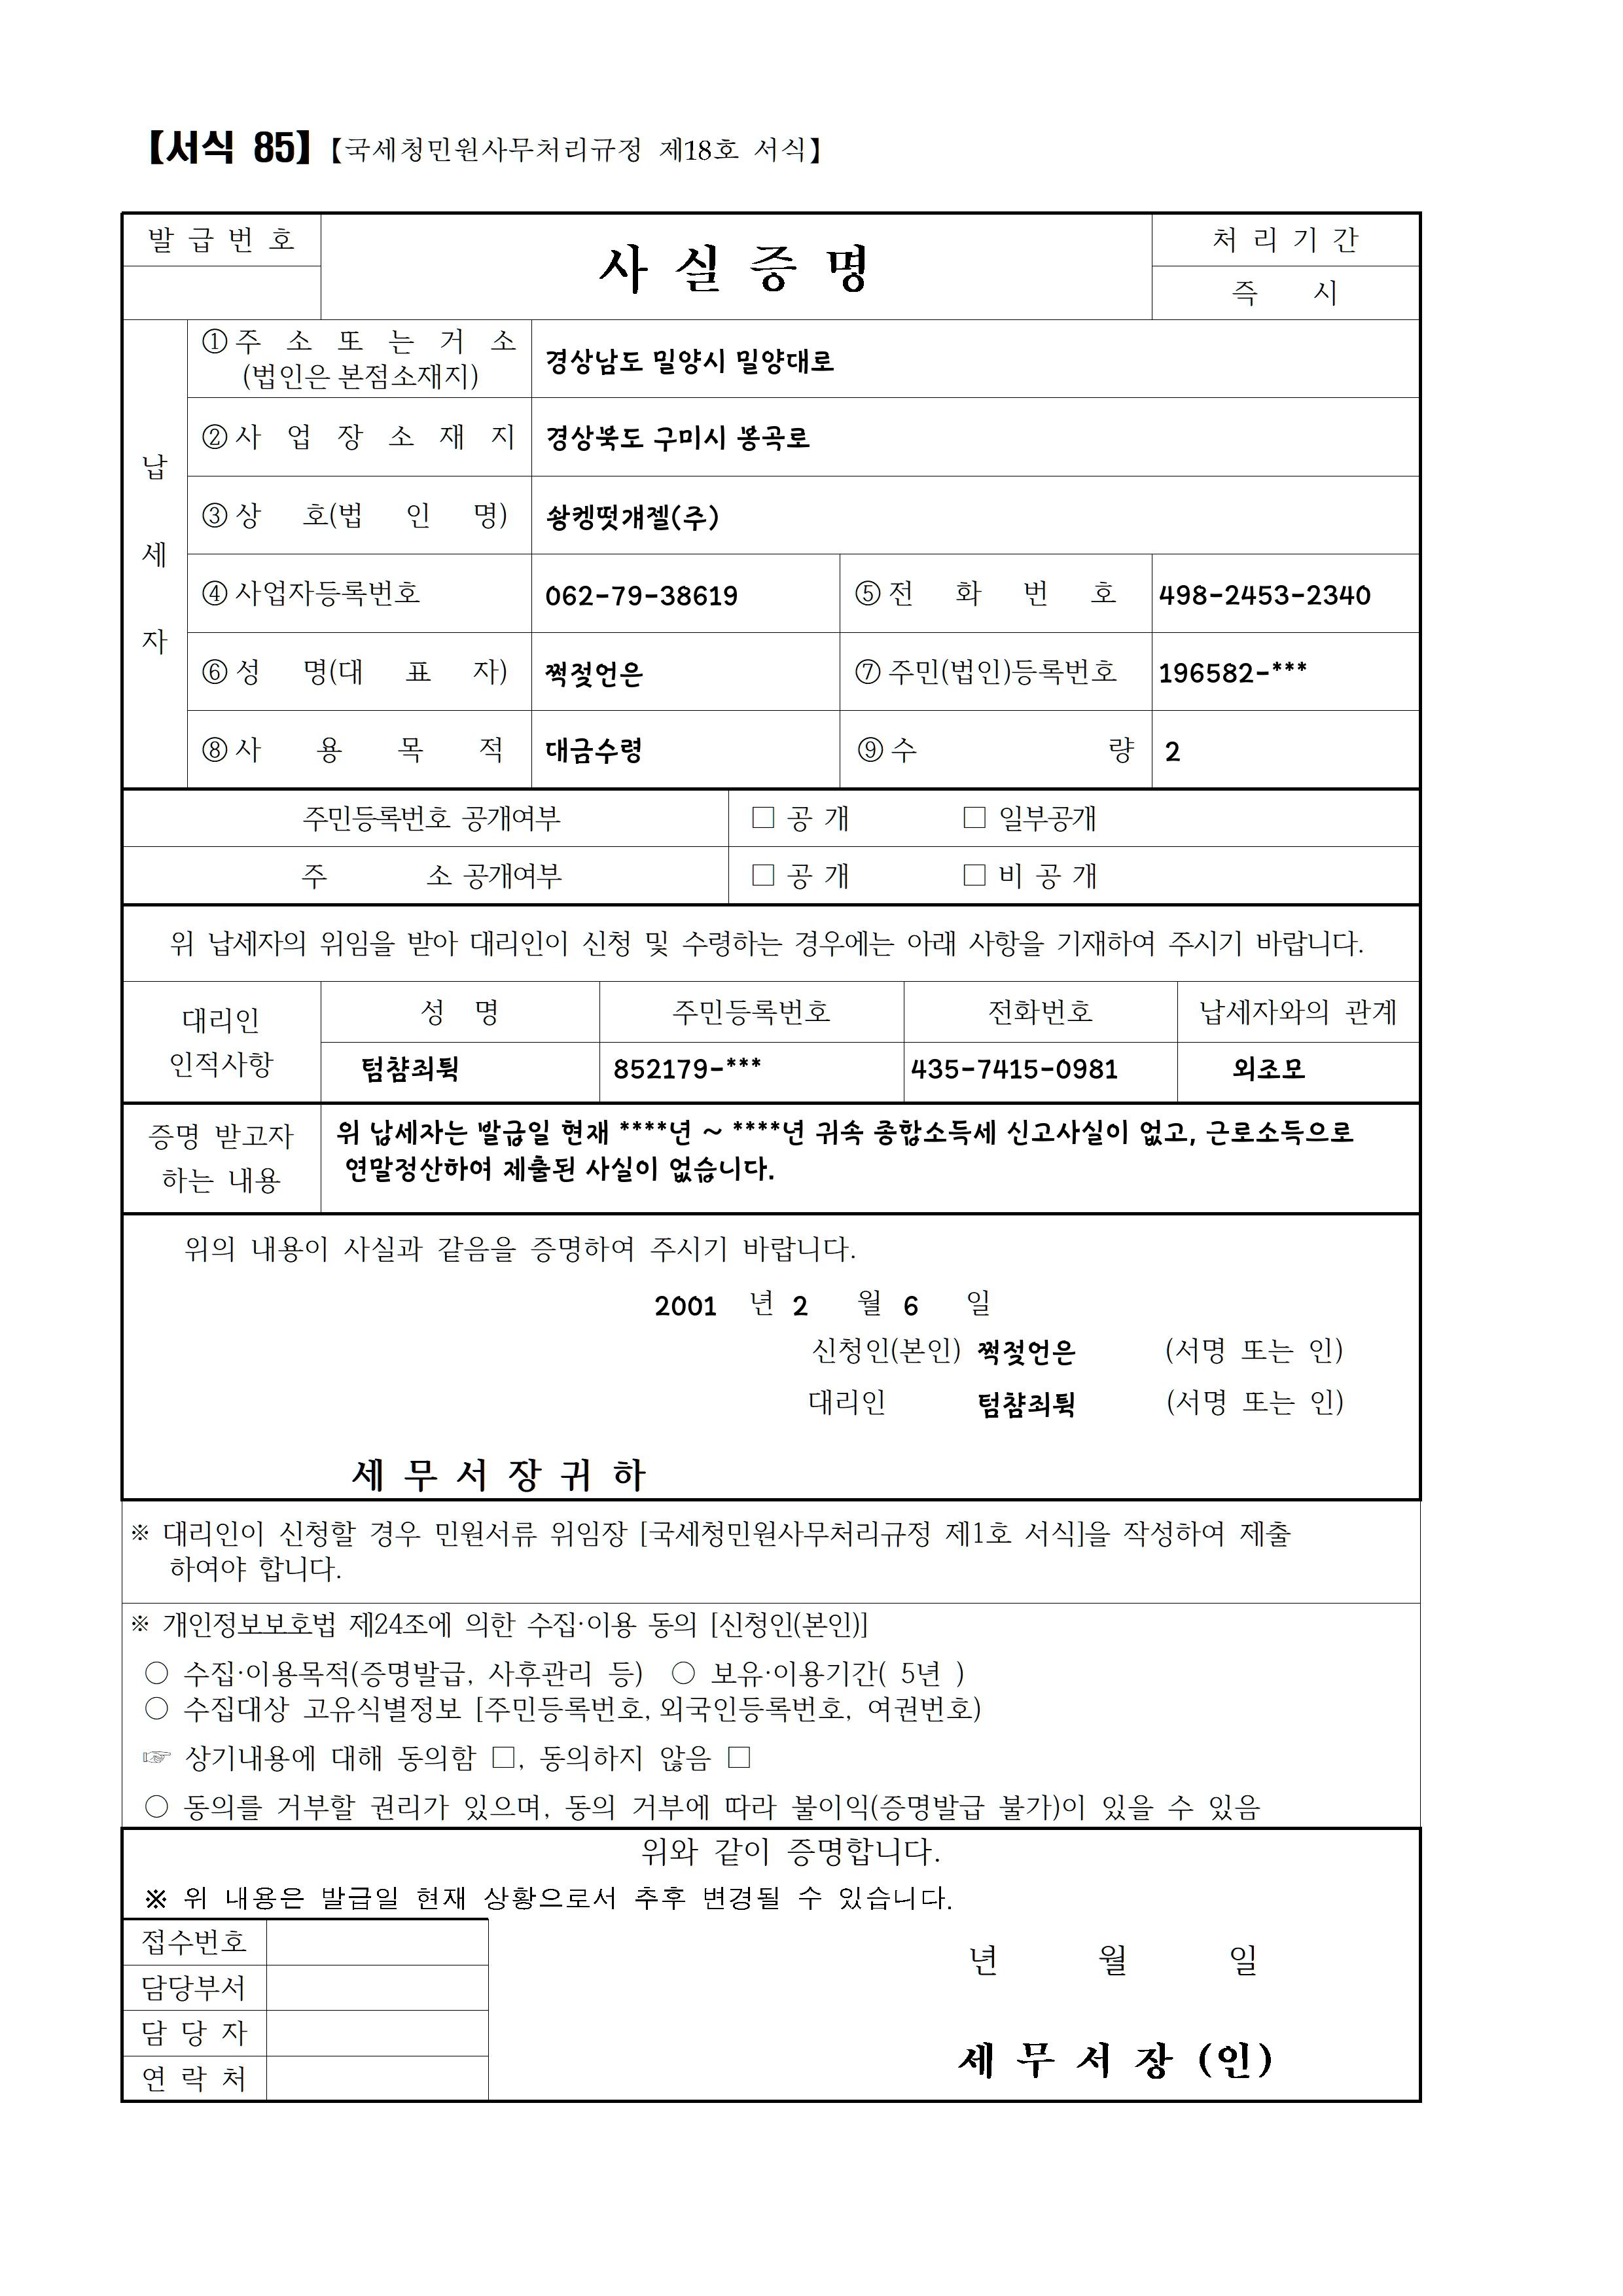 【서식 85】【국세청민원사무처리규정 제18호 서식】
발 급 번 호
사 실 증 명
처 리 기 간
즉 시
납 세 자
① 주 소 또 는 거 소
(법인은 본점소재지)
경상남도 밀양시 밀양대로
② 사 업 장 소 재 지
경상북도 구미시 봉곡로
③ 상 호(법 인 명)
솽켕떳걔젤(주)
④ 사업자등록번호
062-79-38619
⑤ 전 화 번 호
498-2453-2340
⑥ 성 명(대 표 자)
쩍젖언은
⑦ 주민(법인)등록번호
196582-***
⑧ 사 용 목 적
대금수령
⑨ 수 량
2
주민등록번호 공개여부
□ 공 개 □ 일부공개
주 소 공개여부
□ 공 개 □ 비 공 개
위 납세자의 위임을 받아 대리인이 신청 및 수령하는 경우에는 아래 사항을 기재하여 주시기 바랍니다.
대리인
인적사항
성 명 주민등록번호 전화번호 납세자와의 관계
텀챰죄튁 852179-*** 435-7415-0981 외조모
증명 받고자
하는 내용
위 납세자는 발급일 현재 ****년 ~ ****년 귀속 종합소득세 신고사실이 없고, 근로소득으로
연말정산하여 제출된 사실이 없습니다.
위의 내용이 사실과 같음을 증명하여 주시기 바랍니다.
2001 년 2 월 6 일
신청인(본인) 쩍젖언은 (서명 또는 인)
대리인 텀챰죄튁 (서명 또는 인)
세 무 서 장 귀 하
※ 대리인이 신청할 경우 민원서류 위임장 [국세청민원사무처리규정 제1호 서식]을 작성하여 제출
하여야 합니다.
※ 개인정보보호법 제24조에 의한 수집·이용 동의 [신청인(본인)]
○ 수집·이용목적(증명발급, 사후관리 등) ○ 보유·이용기간( 5년 )
○ 수집대상 고유식별정보 [주민등록번호, 외국인등록번호, 여권번호)
☞ 상기내용에 대해 동의함 □, 동의하지 않음 □
○ 동의를 거부할 권리가 있으며, 동의 거부에 따라 불이익(증명발급 불가)이 있을 수 있음
위와 같이 증명합니다.
※ 위 내용은 발급일 현재 상황으로서 추후 변경될 수 있습니다.
접수번호
담당부서
담 당 자
연 락 처
년 월 일
세 무 서 장 (인)